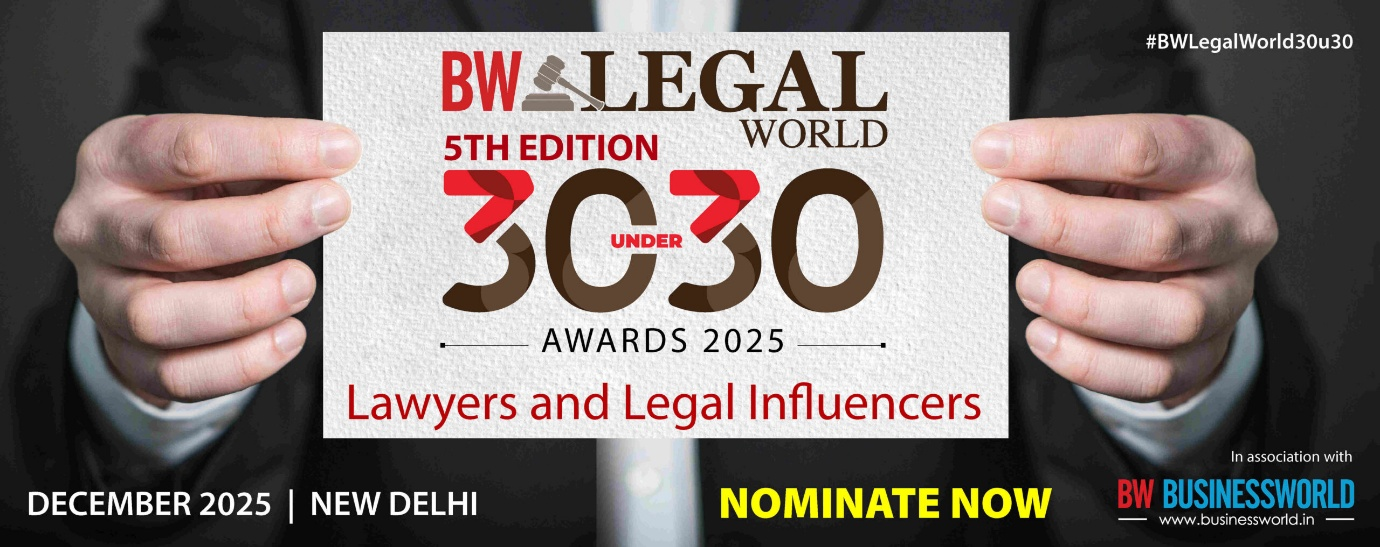 #BWLegalWorld30u30
BW LEGAL
WORLD
5TH EDITION
30 UNDER 30
AWARDS 2025
Lawyers and Legal Influencers
In association with
DECEMBER 2025 | NEW DELHI
NOMINATE NOW
BW BUSINESSWORLD
www.businessworld.in